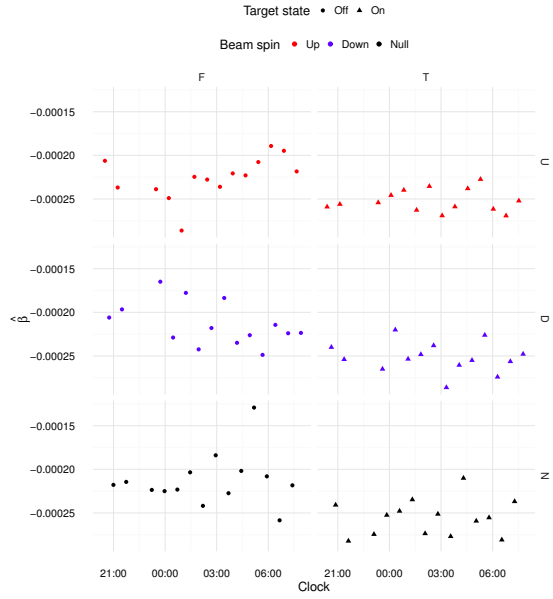 Target state Off On
Beam spin Up Down Null
F T
−0.00015
−0.00020
−0.00025
U
−0.00015
−0.00020
−0.00025
D
−0.00015
−0.00020
−0.00025
N
β̂
21:00 00:00 03:00 06:00 21:00 00:00 03:00 06:00
Clock